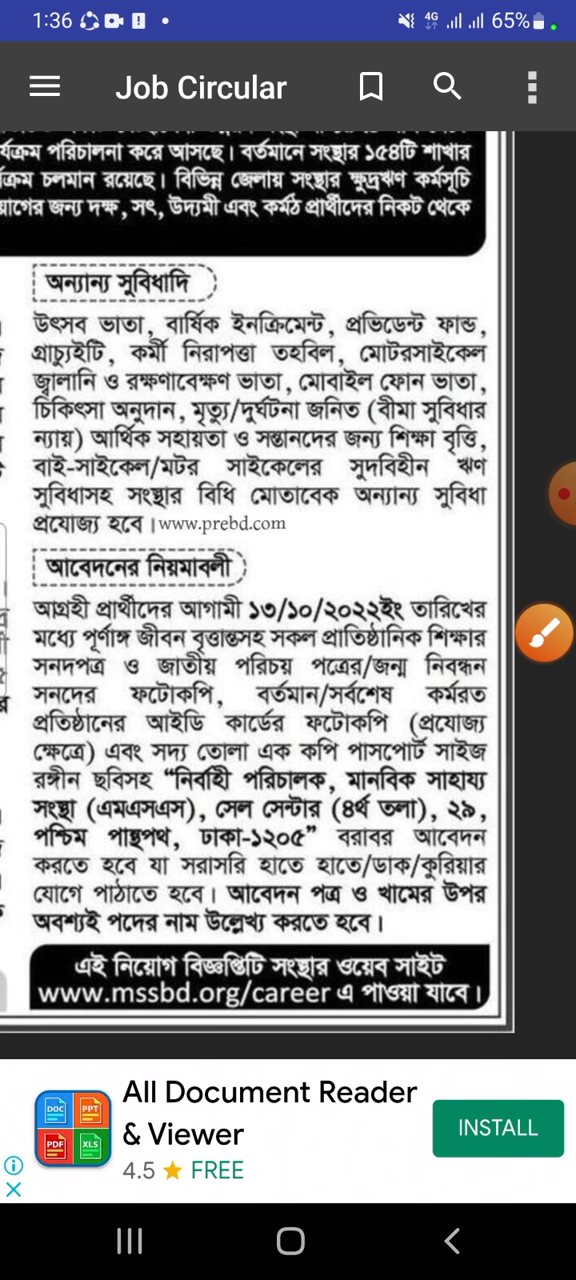 1:36 4G 65%
Job Circular
র্যক্রম পরিচালনা করে আসছে। বর্তমানে সংস্থার ১৫৪টি শাখার
ক্রম চলমান রয়েছে। বিভিন্ন জেলায় সংস্থার ক্ষুদ্রঋণ কর্মসূচি
য়োগের জন্য দক্ষ, সৎ, উদ্যমী এবং কর্মঠ প্রার্থীদের নিকট থেকে
অন্যান্য সুবিধাদি
উৎসব ভাতা, বার্ষিক ইনক্রিমেন্ট, প্রভিডেন্ট ফান্ড,
গ্রাচ্যুইটি, কর্মী নিরাপত্তা তহবিল, মোটরসাইকেল
জ্বালানি ও রক্ষণাবেক্ষণ ভাতা, মোবাইল ফোন ভাতা,
চিকিৎসা অনুদান, মৃত্যু/দুর্ঘটনা জনিত (বীমা সুবিধার
ন্যায়) আর্থিক সহায়তা ও সন্তানদের জন্য শিক্ষা বৃত্তি,
বাই-সাইকেল/মটর সাইকেলের সুদবিহীন ঋণ
সুবিধাসহ সংস্থার বিধি মোতাবেক অন্যান্য সুবিধা
প্রযোজ্য হবে। www.prebd.com
আবেদনের নিয়মাবলী
আগ্রহী প্রার্থীদের আগামী ১৩/১০/২০২২ইং তারিখের
মধ্যে পূর্ণাঙ্গ জীবন বৃত্তান্তসহ সকল প্রাতিষ্ঠানিক শিক্ষার
সনদপত্র ও জাতীয় পরিচয় পত্রের/জন্ম নিবন্ধন
সনদের ফটোকপি, বর্তমান/সর্বশেষ কর্মরত
প্রতিষ্ঠানের আইডি কার্ডের ফটোকপি (প্রযোজ্য
ক্ষেত্রে) এবং সদ্য তোলা এক কপি পাসপোর্ট সাইজ
রঙ্গীন ছবিসহ “নির্বাহী পরিচালক, মানবিক সাহায্য
সংস্থা (এমএসএস), সেল সেন্টার (৪র্থ তলা), ২৯,
পশ্চিম পান্থপথ, ঢাকা-১২০৫” বরাবর আবেদন
করতে হবে যা সরাসরি হাতে হাতে/ডাক/কুরিয়ার
যোগে পাঠাতে হবে। আবেদন পত্র ও খামের উপর
অবশ্যই পদের নাম উল্লেখ্য করতে হবে।
এই নিয়োগ বিজ্ঞপ্তিটি সংস্থার ওয়েব সাইট
www.mssbd.org/career এ পাওয়া যাবে।
All Document Reader
& Viewer
4.5 ★ FREE
INSTALL
DOC PPT
PDF XLS